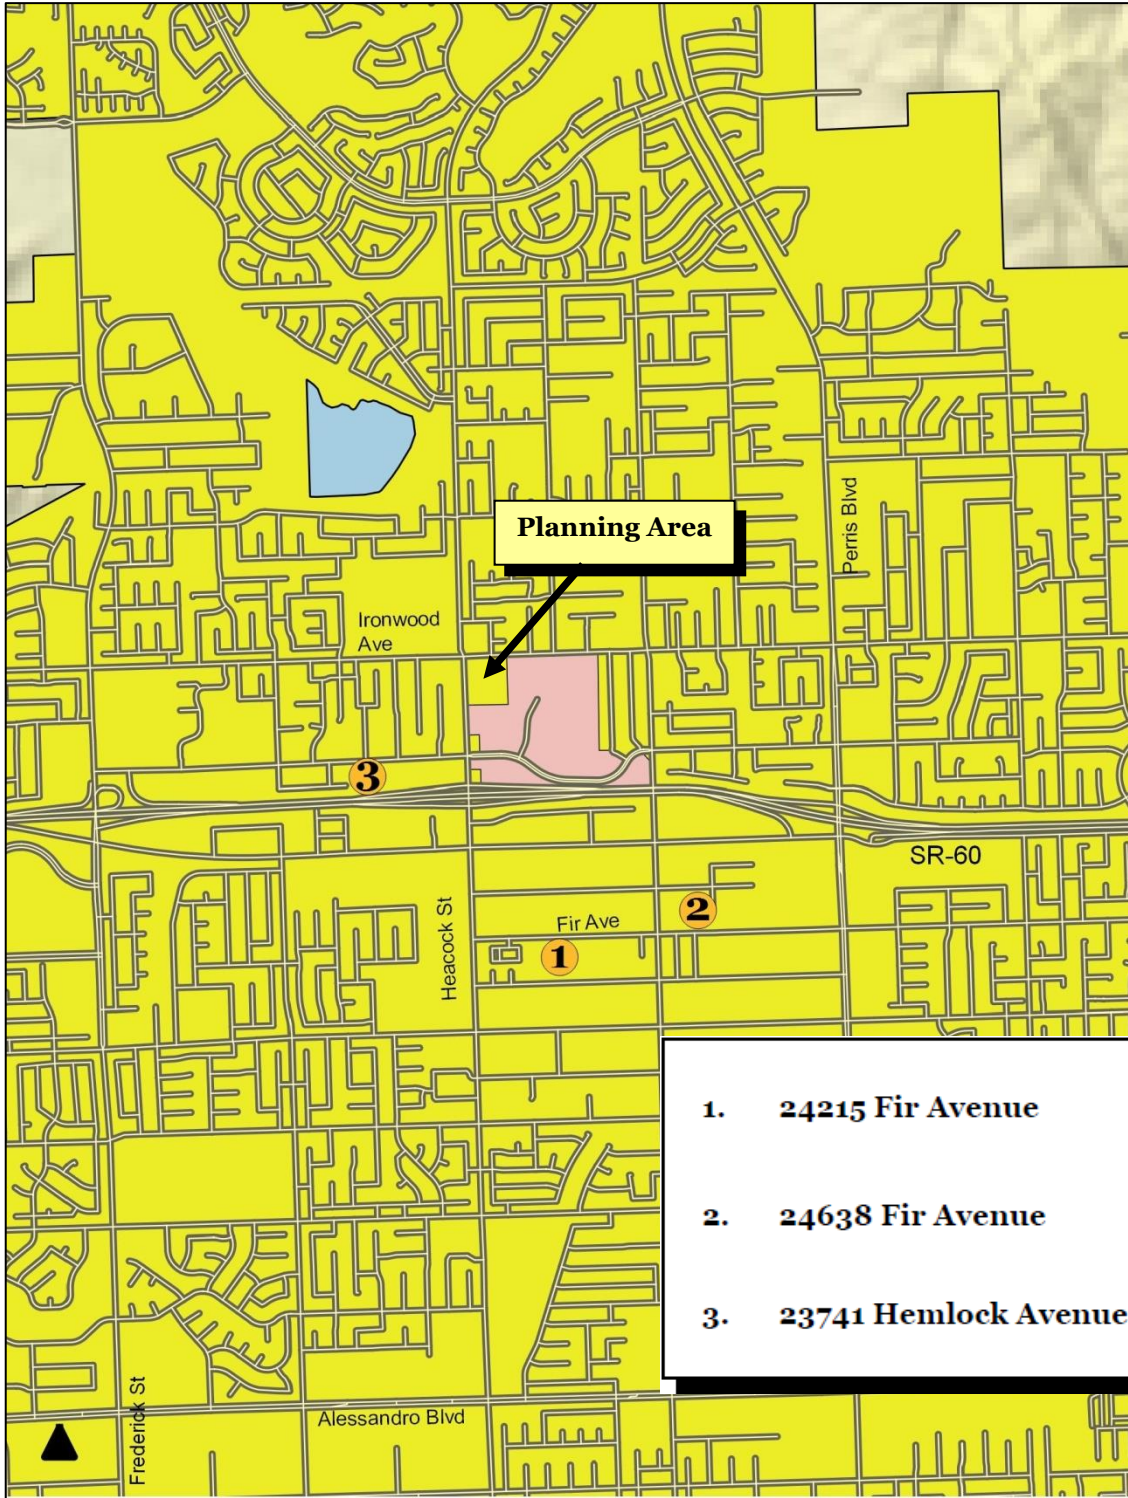 Planning Area
Perris Blvd
Ironwood
Ave
3
SR-60
2
Fir Ave
1
Heacock St
1. 24215 Fir Avenue
2. 24638 Fir Avenue
3. 23741 Hemlock Avenue
Frederick St
Alessandro Blvd